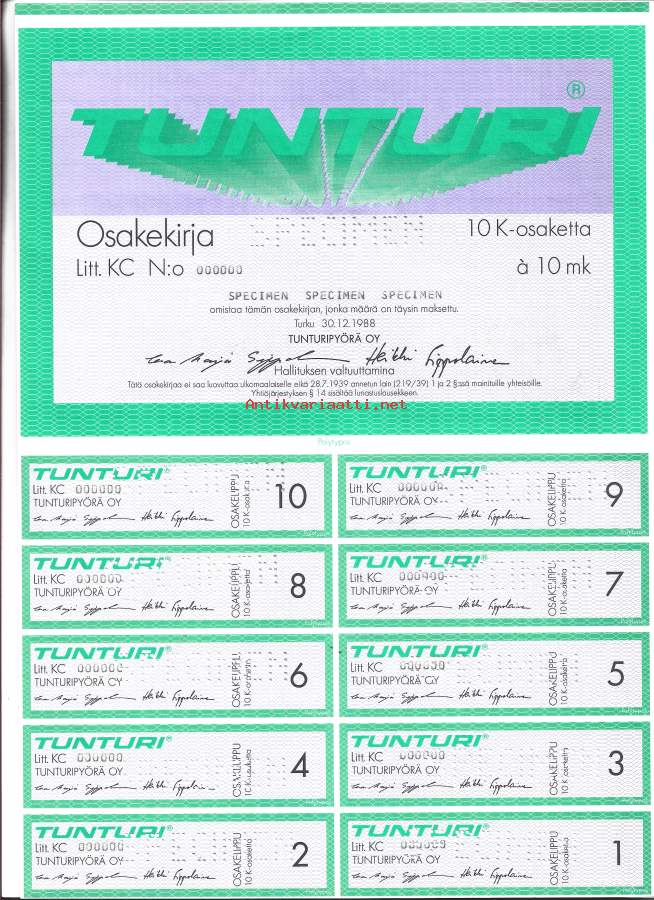 TUNTURI ®
Osakekirja SPECIMEN 10 K-osaketta
Litt. KC N:o 000000 à 10 mk
SPECIMEN SPECIMEN SPECIMEN
omistaa tämän osakekirjan, jonka määrä on täysin maksettu.
Turku 30.12.1988
TUNTURIPYÖRÄ OY
Hallituksen valtuuttamina
Tätä osakekirjaa ei saa luovuttaa ulkomaalaiselle eikä 28.7.1939 annetun lain (219/39) 1 ja 2 §:ssä mainituille yhteisöille.
Yhtiöjärjestyksen § 14 sisältää lunastuslausekkeen.
Antikvariaatti.net
Polytypos
TUNTURI®
Litt. KC 000000
TUNTURIPYÖRÄ OY
OSAKELIPPU
10 K-osaketta
10
TUNTURI®
Litt. KC 000000
TUNTURIPYÖRÄ OY
OSAKELIPPU
10 K-osaketta
9
TUNTURI®
Litt. KC 000000
TUNTURIPYÖRÄ OY
OSAKELIPPU
10 K-osaketta
8
TUNTURI®
Litt. KC 000000
TUNTURIPYÖRÄ OY
OSAKELIPPU
10 K-osaketta
7
TUNTURI®
Litt. KC 000000
TUNTURIPYÖRÄ OY
OSAKELIPPU
10 K-osaketta
6
TUNTURI®
Litt. KC 000000
TUNTURIPYÖRÄ OY
OSAKELIPPU
10 K-osaketta
5
TUNTURI®
Litt. KC 000000
TUNTURIPYÖRÄ OY
OSAKELIPPU
10 K-osaketta
4
TUNTURI®
Litt. KC 000000
TUNTURIPYÖRÄ OY
OSAKELIPPU
10 K-osaketta
3
TUNTURI®
Litt. KC 000000
TUNTURIPYÖRÄ OY
OSAKELIPPU
10 K-osaketta
2
TUNTURI®
Litt. KC 000000
TUNTURIPYÖRÄ OY
OSAKELIPPU
10 K-osaketta
1